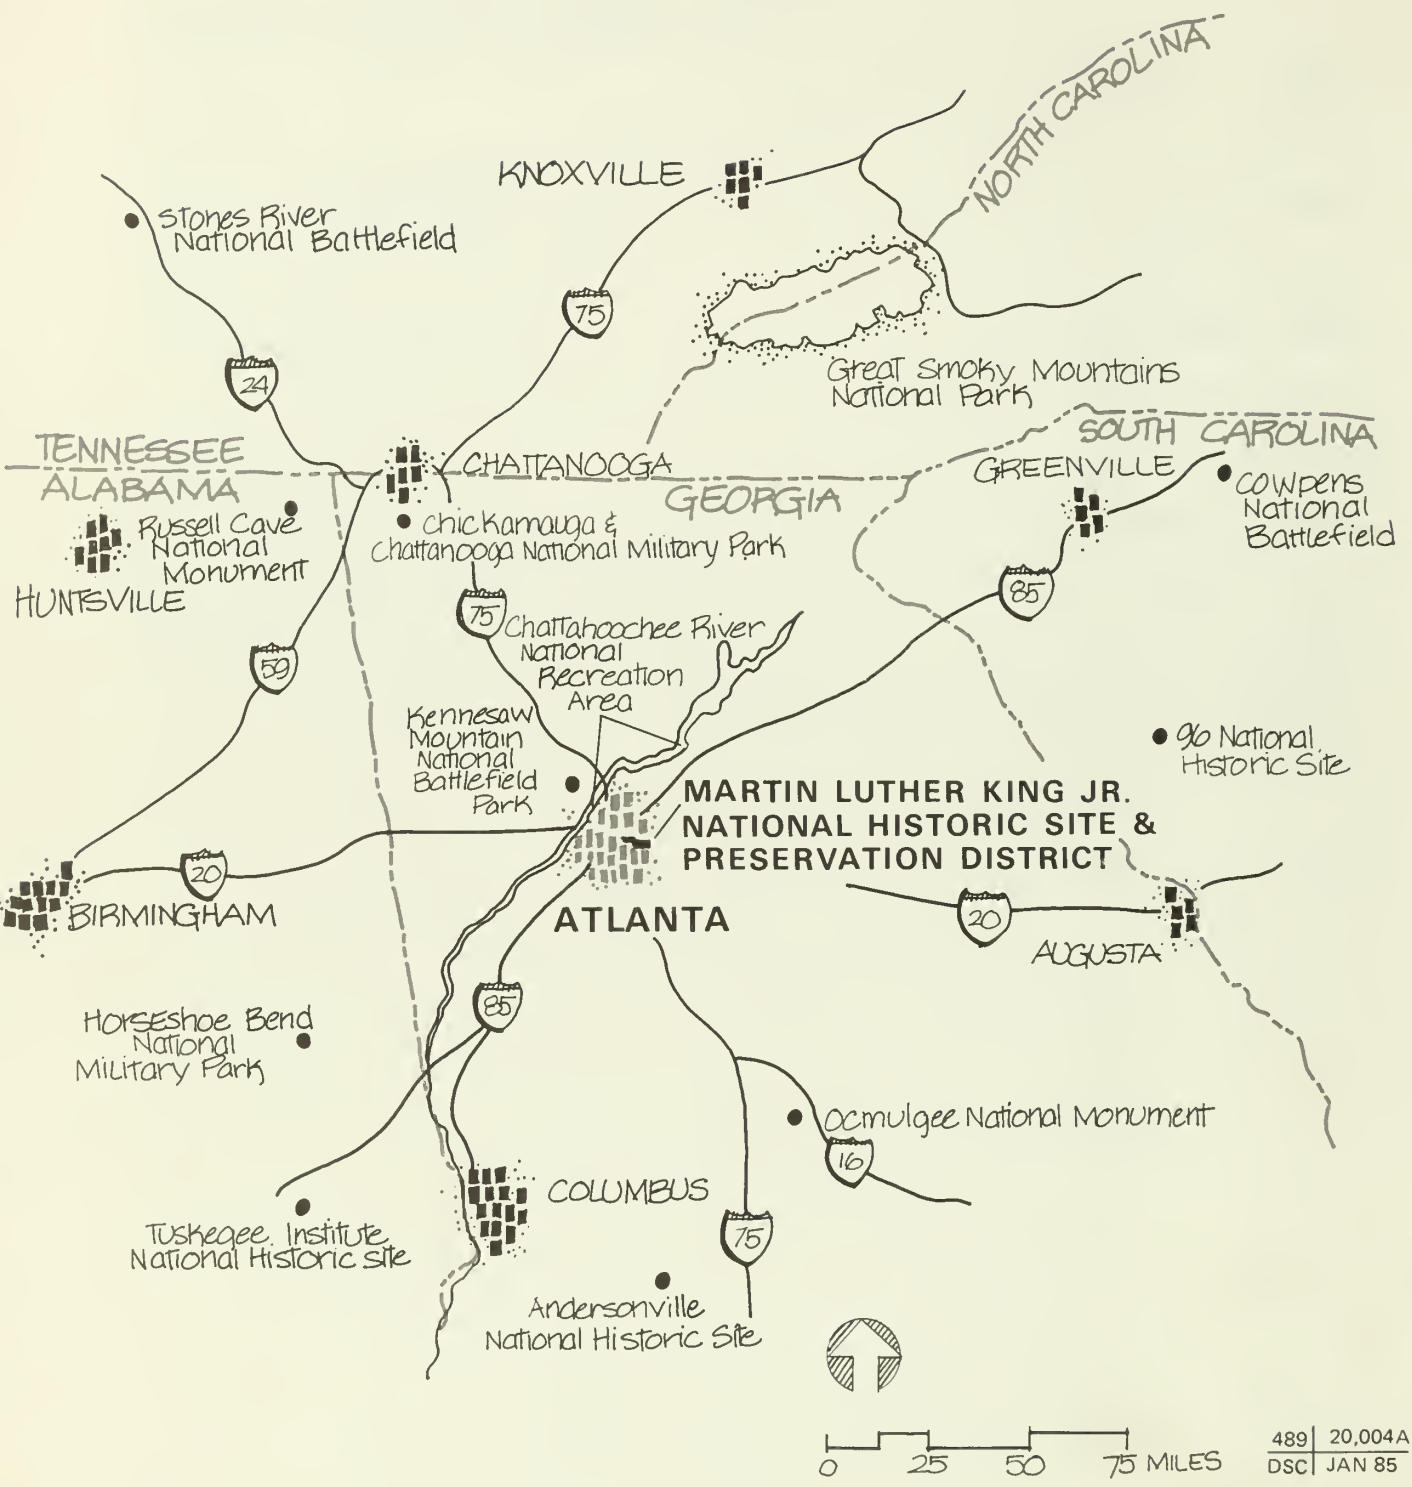 NORTH CAROLINA
KNOXVILLE
Stones River
National Battlefield
75
24
Great Smoky Mountains
National Park
TENNESSEE
ALABAMA
CHATTANOOGA
GEORGIA
SOUTH CAROLINA
GREENVILLE
Cowpens
National
Battlefield
Russell Cave
National
Monument
HUNTSVILLE
Chickamauga &
Chattanooga National Military Park
85
75
Chattahoochee River
National
Recreation
Area
59
Kennesaw
Mountain
National
Battlefield
Park
96 National
Historic Site
MARTIN LUTHER KING JR.
NATIONAL HISTORIC SITE &
PRESERVATION DISTRICT
20
BIRMINGHAM
ATLANTA
20
AUGUSTA
85
Horseshoe Bend
National
Military Park
Ocmulgee National Monument
16
COLUMBUS
75
Tuskegee Institute
National Historic Site
Andersonville
National Historic Site
0 25 50 75 MILES
489 20,004A
DSC JAN 85